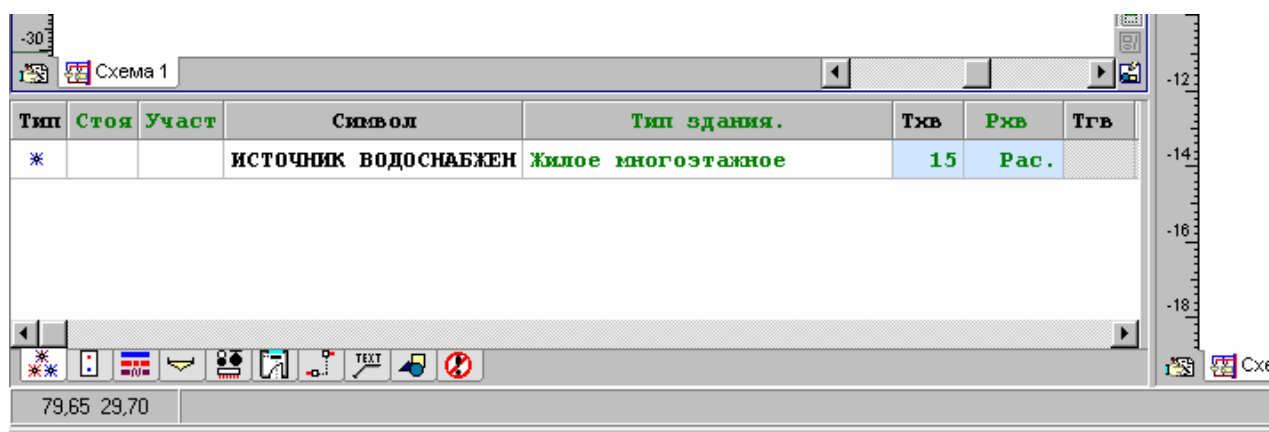 -30
Схема 1
-12
Тип Стоя Участ Символ Тип здания. Тхв Рхв Тгв
ИСТОЧНИК ВОДОСНАБЖЕН Жилое многоэтажное 15 Рас.
-14
-16
-18
TEXT
Схе
79,65 29,70